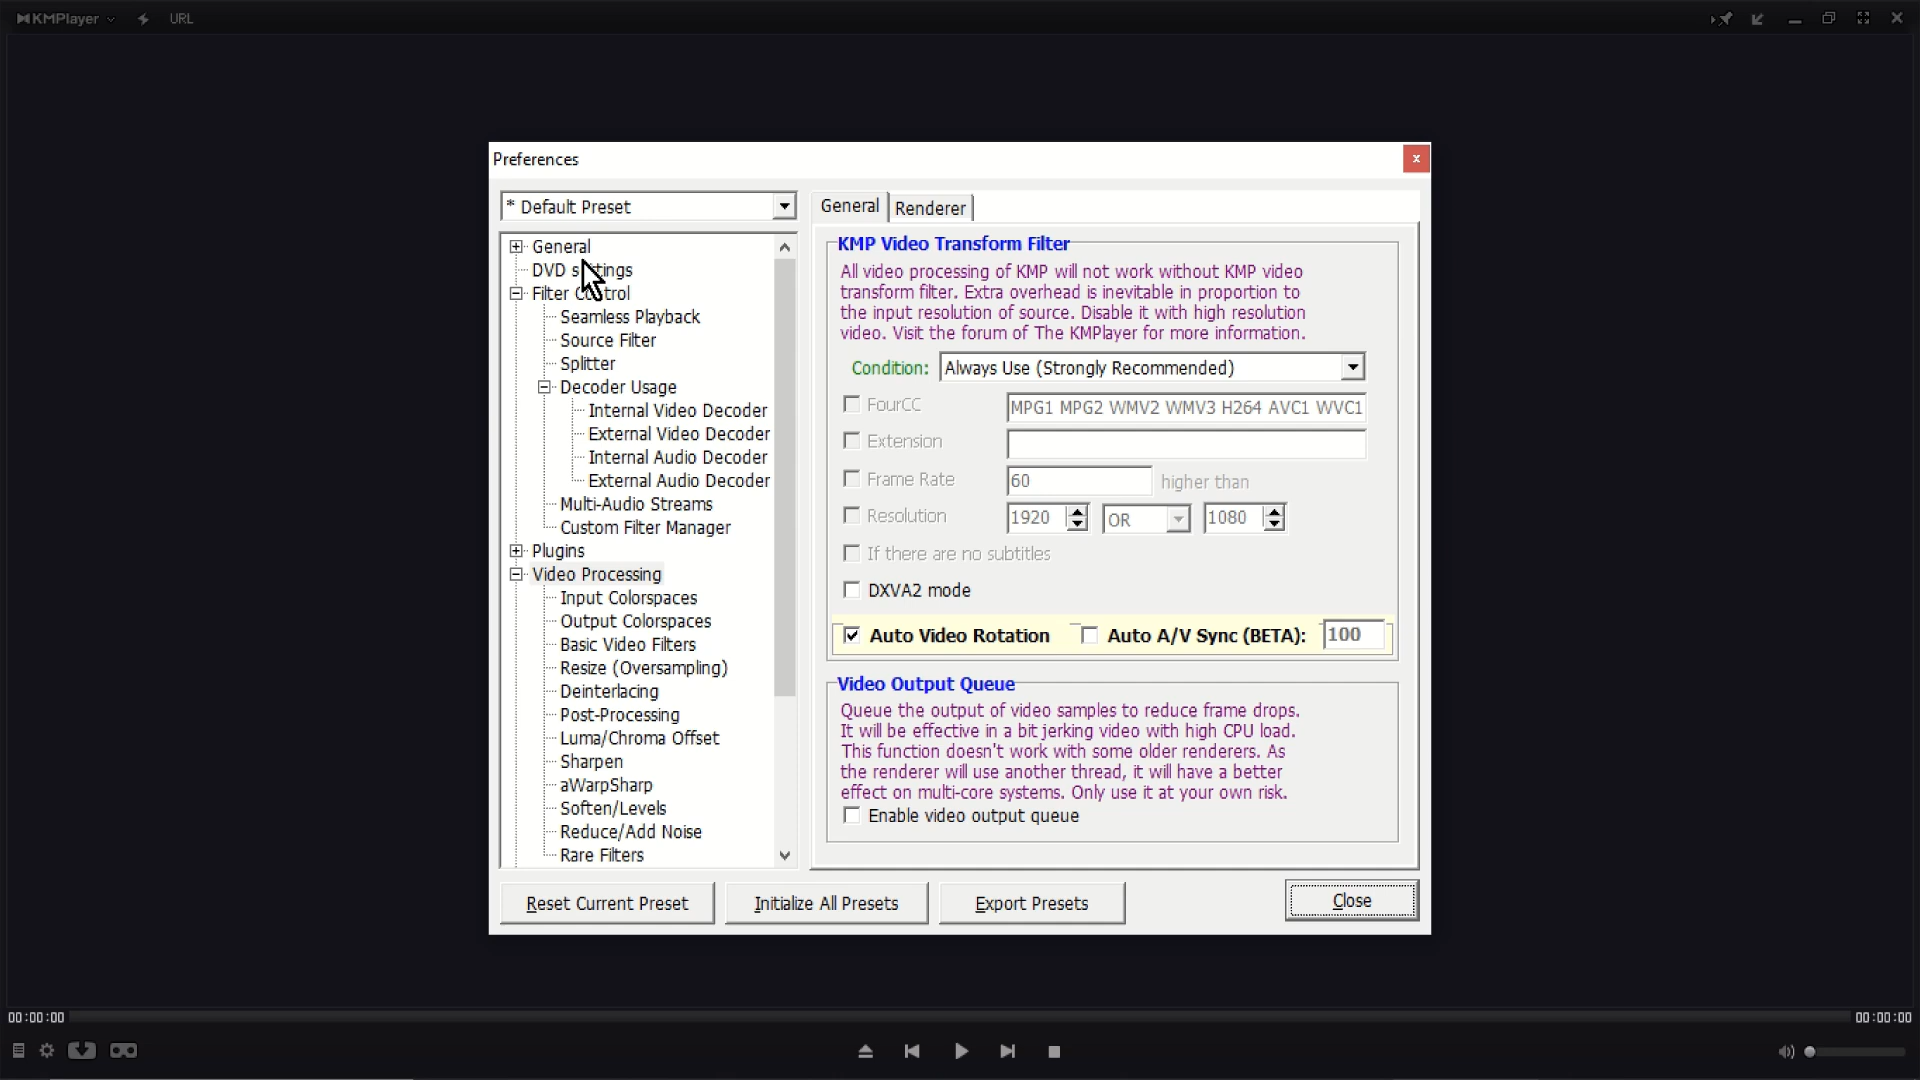 KMPlayer
URL
Preferences
* Default Preset
General
DVD settings
Filter Control
Seamless Playback
Source Filter
Splitter
Decoder Usage
Internal Video Decoder
External Video Decoder
Internal Audio Decoder
External Audio Decoder
Multi-Audio Streams
Custom Filter Manager
Plugins
Video Processing
Input Colorspaces
Output Colorspaces
Basic Video Filters
Resize (Oversampling)
Deinterlacing
Post-Processing
Luma/Chroma Offset
Sharpen
aWarpSharp
Soften/Levels
Reduce/Add Noise
Rare Filters
General Renderer
KMP Video Transform Filter
All video processing of KMP will not work without KMP video
transform filter. Extra overhead is inevitable in proportion to
the input resolution of source. Disable it with high resolution
video. Visit the forum of The KMPlayer for more information.
Condition: Always Use (Strongly Recommended)
FourCC MPG1 MPG2 WMV2 WMV3 H264 AVC1 WVC1
Extension
Frame Rate 60 higher than
Resolution 1920 OR 1080
If there are no subtitles
DXVA2 mode
Auto Video Rotation Auto A/V Sync (BETA): 100
Video Output Queue
Queue the output of video samples to reduce frame drops.
It will be effective in a bit jerking video with high CPU load.
This function doesn't work with some older renderers. As
the renderer will use another thread, it will have a better
effect on multi-core systems. Only use it at your own risk.
Enable video output queue
Reset Current Preset Initialize All Presets Export Presets Close
00:00:00 00:00:00